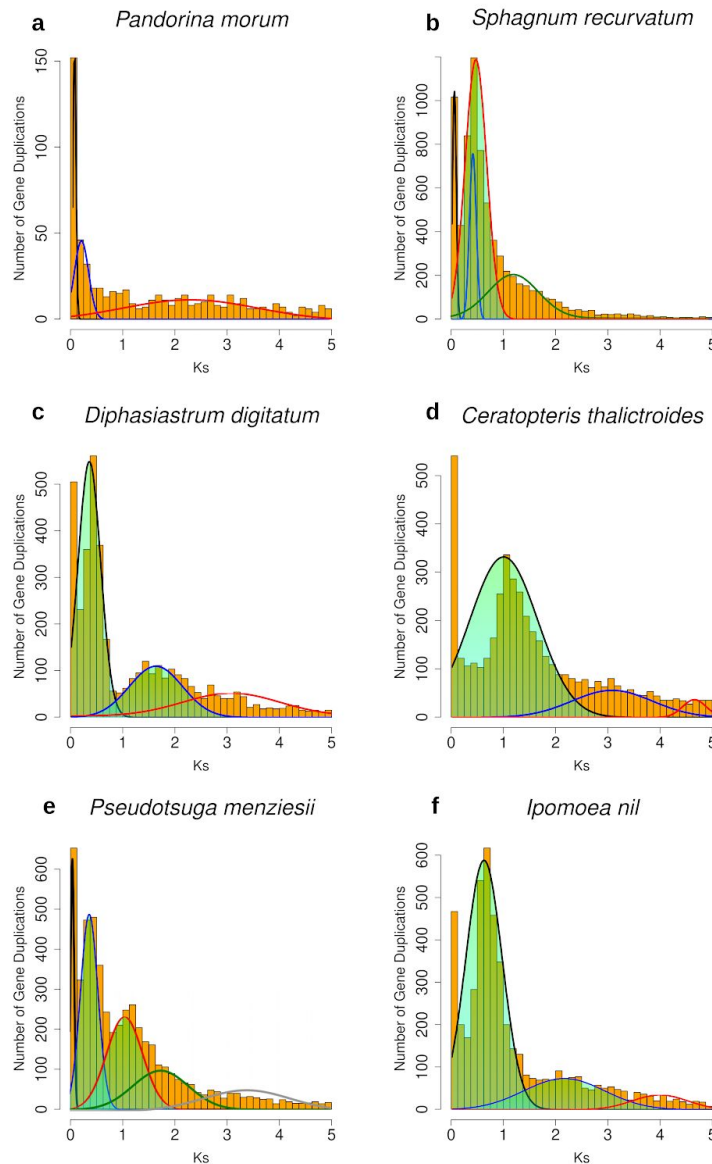 a Pandorina morum
Number of Gene Duplications
0 50 100 150
0 1 2 3 4 5
Ks
b Sphagnum recurvatum
Number of Gene Duplications
0 200 400 600 800 1000
0 1 2 3 4 5
Ks
c Diphasiastrum digitatum
Number of Gene Duplications
0 100 200 300 400 500
0 1 2 3 4 5
Ks
d Ceratopteris thalictroides
Number of Gene Duplications
0 100 200 300 400 500
0 1 2 3 4 5
Ks
e Pseudotsuga menziesii
Number of Gene Duplications
0 100 200 300 400 500 600
0 1 2 3 4 5
Ks
f Ipomoea nil
Number of Gene Duplications
0 100 200 300 400 500 600
0 1 2 3 4 5
Ks